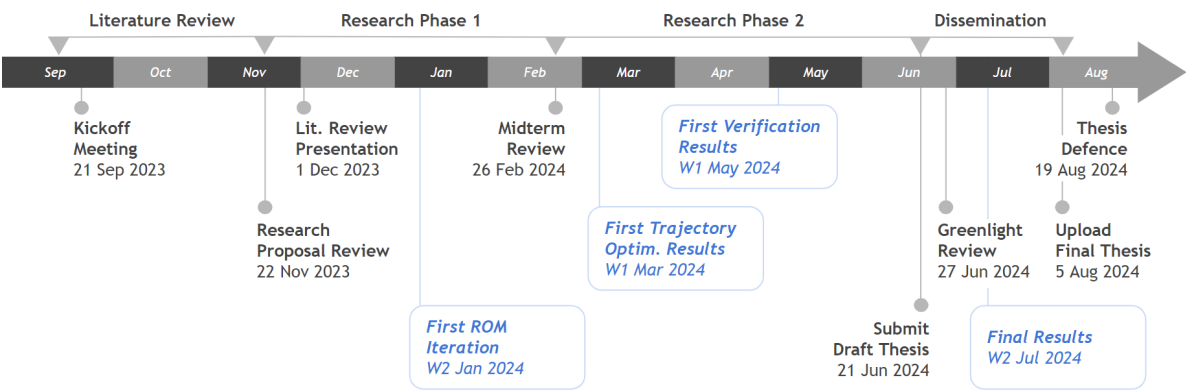 Literature Review
Research Phase 1
Research Phase 2
Dissemination
Sep
Oct
Nov
Dec
Jan
Feb
Mar
Apr
May
Jun
Jul
Aug
Kickoff
Meeting
21 Sep 2023
Lit. Review
Presentation
1 Dec 2023
Midterm
Review
26 Feb 2024
First Verification
Results
W1 May 2024
Thesis
Defence
19 Aug 2024
Research
Proposal Review
22 Nov 2023
First Trajectory
Optim. Results
W1 Mar 2024
Greenlight
Review
27 Jun 2024
Upload
Final Thesis
5 Aug 2024
First ROM
Iteration
W2 Jan 2024
Submit
Draft Thesis
21 Jun 2024
Final Results
W2 Jul 2024